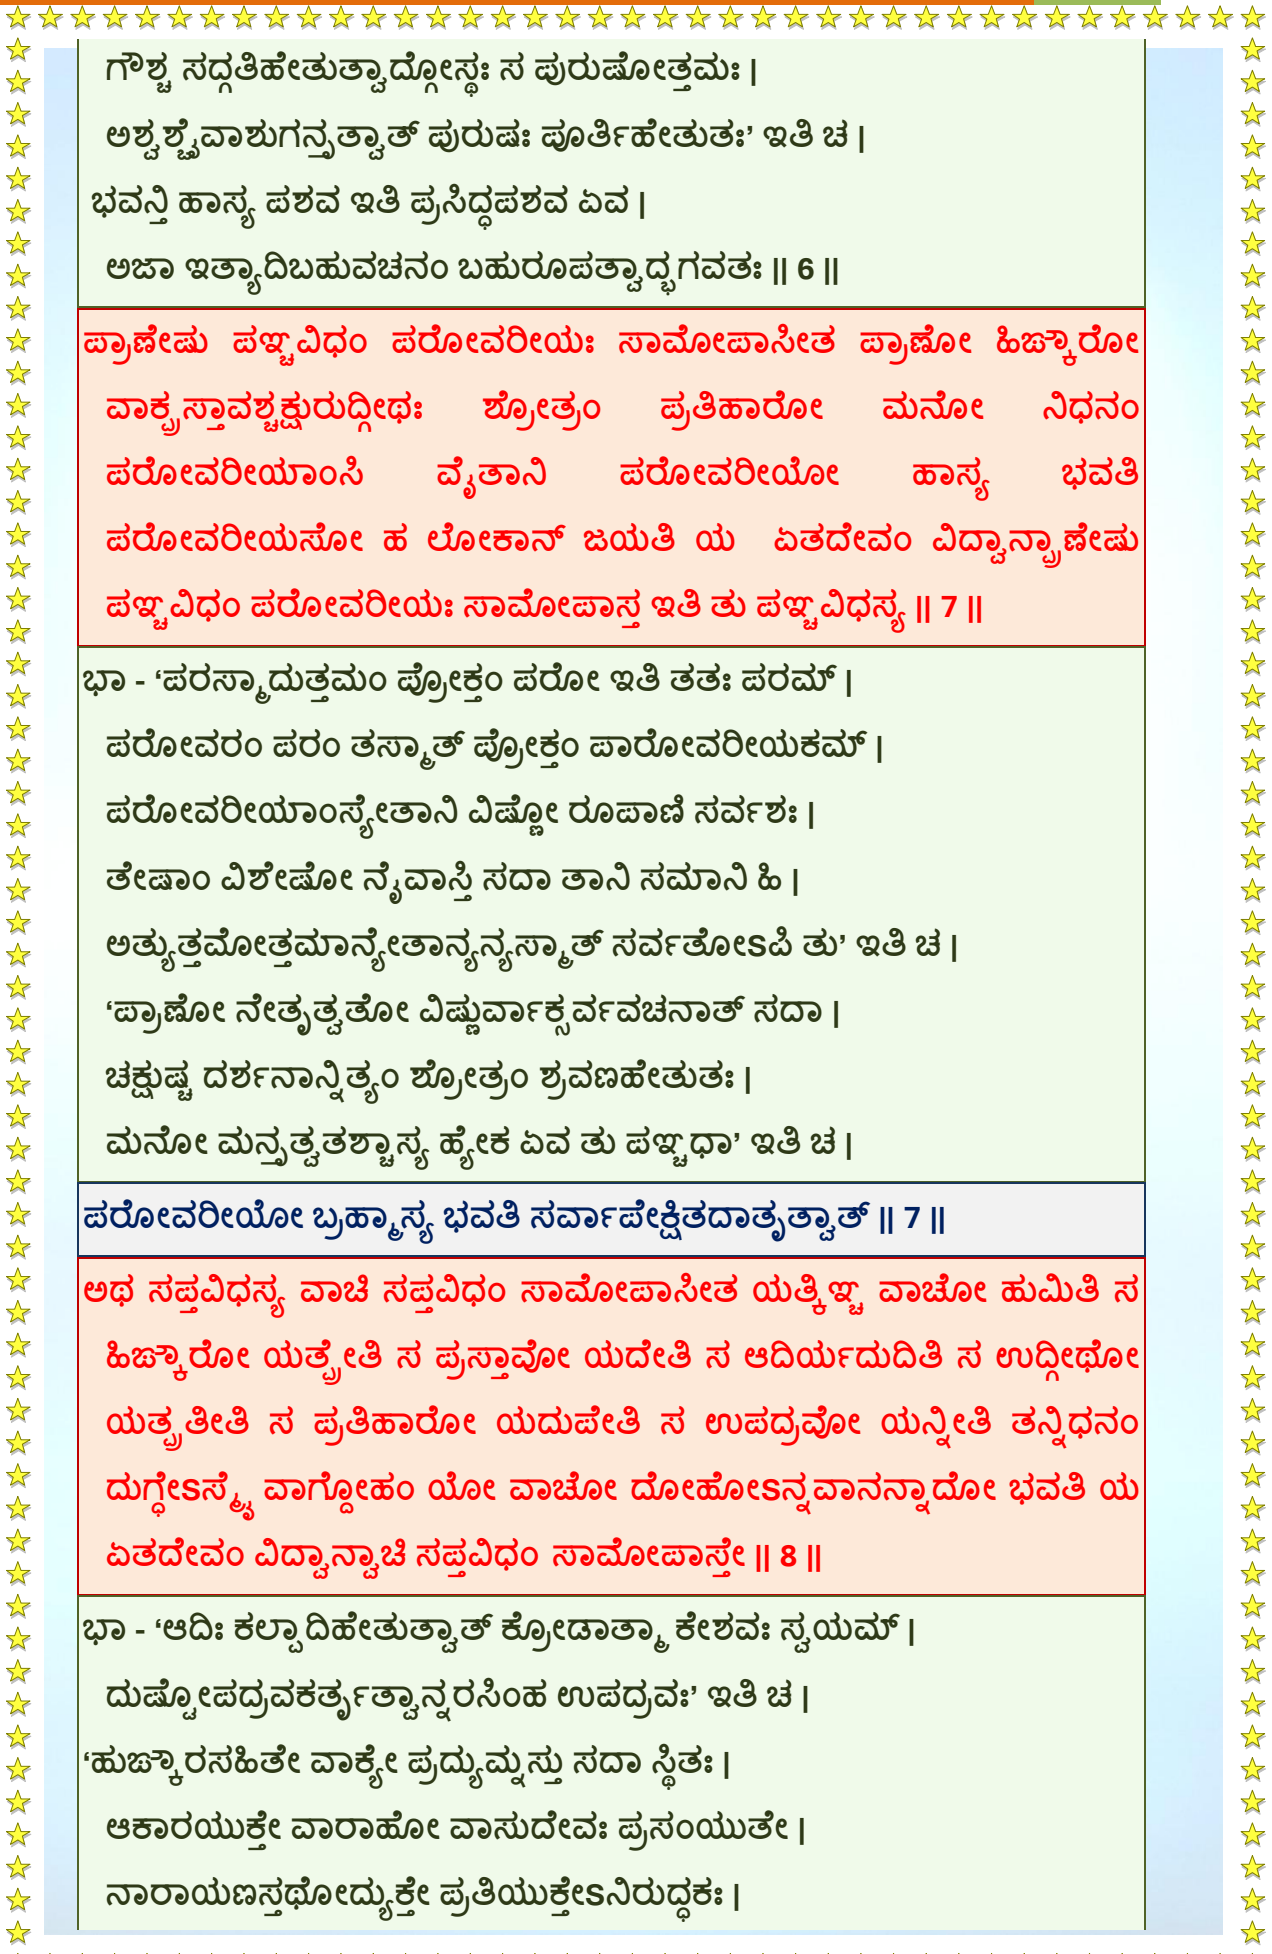 ಗೌಶ್ಚ ಸದ್ಗತಿಹೇತುತ್ವಾದ್ಗೋಸ್ಥಃ ಸ ಪುರುಷೋತ್ತಮಃ |
ಅಶ್ವಶ್ಚೈವಾಶುಗನ್ತೃತ್ವಾತ್ ಪುರುಷಃ ಪೂರ್ತಿಹೇತುತಃ’ ಇತಿ ಚ |
ಭವನ್ತಿ ಹಾಸ್ಯ ಪಶವ ಇತಿ ಪ್ರಸಿದ್ಧಪಶವ ಏವ |
ಅಜಾ ಇತ್ಯಾದಿಬಹುವಚನಂ ಬಹುರೂಪತ್ವಾದ್ಭಗವತಃ || 6 ||
ಪ್ರಾಣೇಷು ಪಞ್ಚವಿಧಂ ಪರೋವರೀಯಃ ಸಾಮೋಪಾಸೀತ ಪ್ರಾಣೋ ಹಿಙ್ಕಾರೋ
ವಾಕ್ಪ್ರಸ್ತಾವಶ್ಚಕ್ಷುರುದ್ಗೀಥಃ ಶ್ರೋತ್ರಂ ಪ್ರತಿಹಾರೋ ಮನೋ ನಿಧನಂ
ಪರೋವರೀಯಾಂಸಿ ವೈತಾನಿ ಪರೋವರೀಯೋ ಹಾಸ್ಯ ಭವತಿ
ಪರೋವರೀಯಸೋ ಹ ಲೋಕಾನ್ ಜಯತಿ ಯ ಏತದೇವಂ ವಿದ್ವಾನ್ಪ್ರಾಣೇಷು
ಪಞ್ಚವಿಧಂ ಪರೋವರೀಯಃ ಸಾಮೋಪಾಸ್ತ ಇತಿ ತು ಪಞ್ಚವಿಧಸ್ಯ || 7 ||
ಭಾ - ‘ಪರಸ್ಮಾದುತ್ತಮಂ ಪ್ರೋಕ್ತಂ ಪರೋ ಇತಿ ತತಃ ಪರಮ್ |
ಪರೋವರಂ ಪರಂ ತಸ್ಮಾತ್ ಪ್ರೋಕ್ತಂ ಪಾರೋವರೀಯಕಮ್ |
ಪರೋವರೀಯಾಂಸ್ಯೇತಾನಿ ವಿಷ್ಣೋ ರೂಪಾಣಿ ಸರ್ವಶಃ |
ತೇಷಾಂ ವಿಶೇಷೋ ನೈವಾಸ್ತಿ ಸದಾ ತಾನಿ ಸಮಾನಿ ಹಿ |
ಅತ್ಯುತ್ತಮೋತ್ತಮಾನ್ಯೇತಾನ್ಯನ್ಯಸ್ಮಾತ್ ಸರ್ವತೋಽಪಿ ತು’ ಇತಿ ಚ |
‘ಪ್ರಾಣೋ ನೇತೃತ್ವತೋ ವಿಷ್ಣುರ್ವಾಕ್ಸರ್ವವಚನಾತ್ ಸದಾ |
ಚಕ್ಷುಷ್ಚ ದರ್ಶನಾನ್ನಿತ್ಯಂ ಶ್ರೋತ್ರಂ ಶ್ರವಣಹೇತುತಃ |
ಮನೋ ಮನ್ತೃತ್ವತಶ್ಚಾಸ್ಯ ಹ್ಯೇಕ ಏವ ತು ಪಞ್ಚಧಾ’ ಇತಿ ಚ |
ಪರೋವರೀಯೋ ಬ್ರಹ್ಮಾಸ್ಯ ಭವತಿ ಸರ್ವಾಪೇಕ್ಷಿತದಾತೃತ್ವಾತ್ || 7 ||
ಅಥ ಸಪ್ತವಿಧಸ್ಯ ವಾಚಿ ಸಪ್ತವಿಧಂ ಸಾಮೋಪಾಸೀತ ಯತ್ಕಿಞ್ಚ ವಾಚೋ ಹುಮಿತಿ ಸ
ಹಿಙ್ಕಾರೋ ಯತ್ಪ್ರೇತಿ ಸ ಪ್ರಸ್ತಾವೋ ಯದೇತಿ ಸ ಆದಿರ್ಯದುದಿತಿ ಸ ಉದ್ಗೀಥೋ
ಯತ್ಪ್ರತೀತಿ ಸ ಪ್ರತಿಹಾರೋ ಯದುಪೇತಿ ಸ ಉಪದ್ರವೋ ಯನ್ನೀತಿ ತನ್ನಿಧನಂ
ದುಗ್ಧೇಽಸ್ಮೈ ವಾಗ್ದೋಹಂ ಯೋ ವಾಚೋ ದೋಹೋಽನ್ನವಾನನ್ನಾದೋ ಭವತಿ ಯ
ಏತದೇವಂ ವಿದ್ವಾನ್ವಾಚಿ ಸಪ್ತವಿಧಂ ಸಾಮೋಪಾಸ್ತೇ || 8 ||
ಭಾ - ‘ಆದಿಃ ಕಲ್ಪಾದಿಹೇತುತ್ವಾತ್ ಕ್ರೋಡಾತ್ಮಾ ಕೇಶವಃ ಸ್ವಯಮ್ |
ದುಷ್ಟೋಪದ್ರವಕರ್ತೃತ್ವಾನ್ನರಸಿಂಹ ಉಪದ್ರವಃ’ ಇತಿ ಚ |
‘ಹುಙ್ಕಾರಸಹಿತೇ ವಾಕ್ಯೇ ಪ್ರದ್ಯುಮ್ನಸ್ತು ಸದಾ ಸ್ಥಿತಃ |
ಆಕಾರಯುಕ್ತೇ ವಾರಾಹೋ ವಾಸುದೇವಃ ಪ್ರಸಂಯುತೇ |
ನಾರಾಯಣಸ್ತಥೋದ್ಯುಕ್ತೇ ಪ್ರತಿಯುಕ್ತೇಽನಿರುದ್ಧಕಃ |